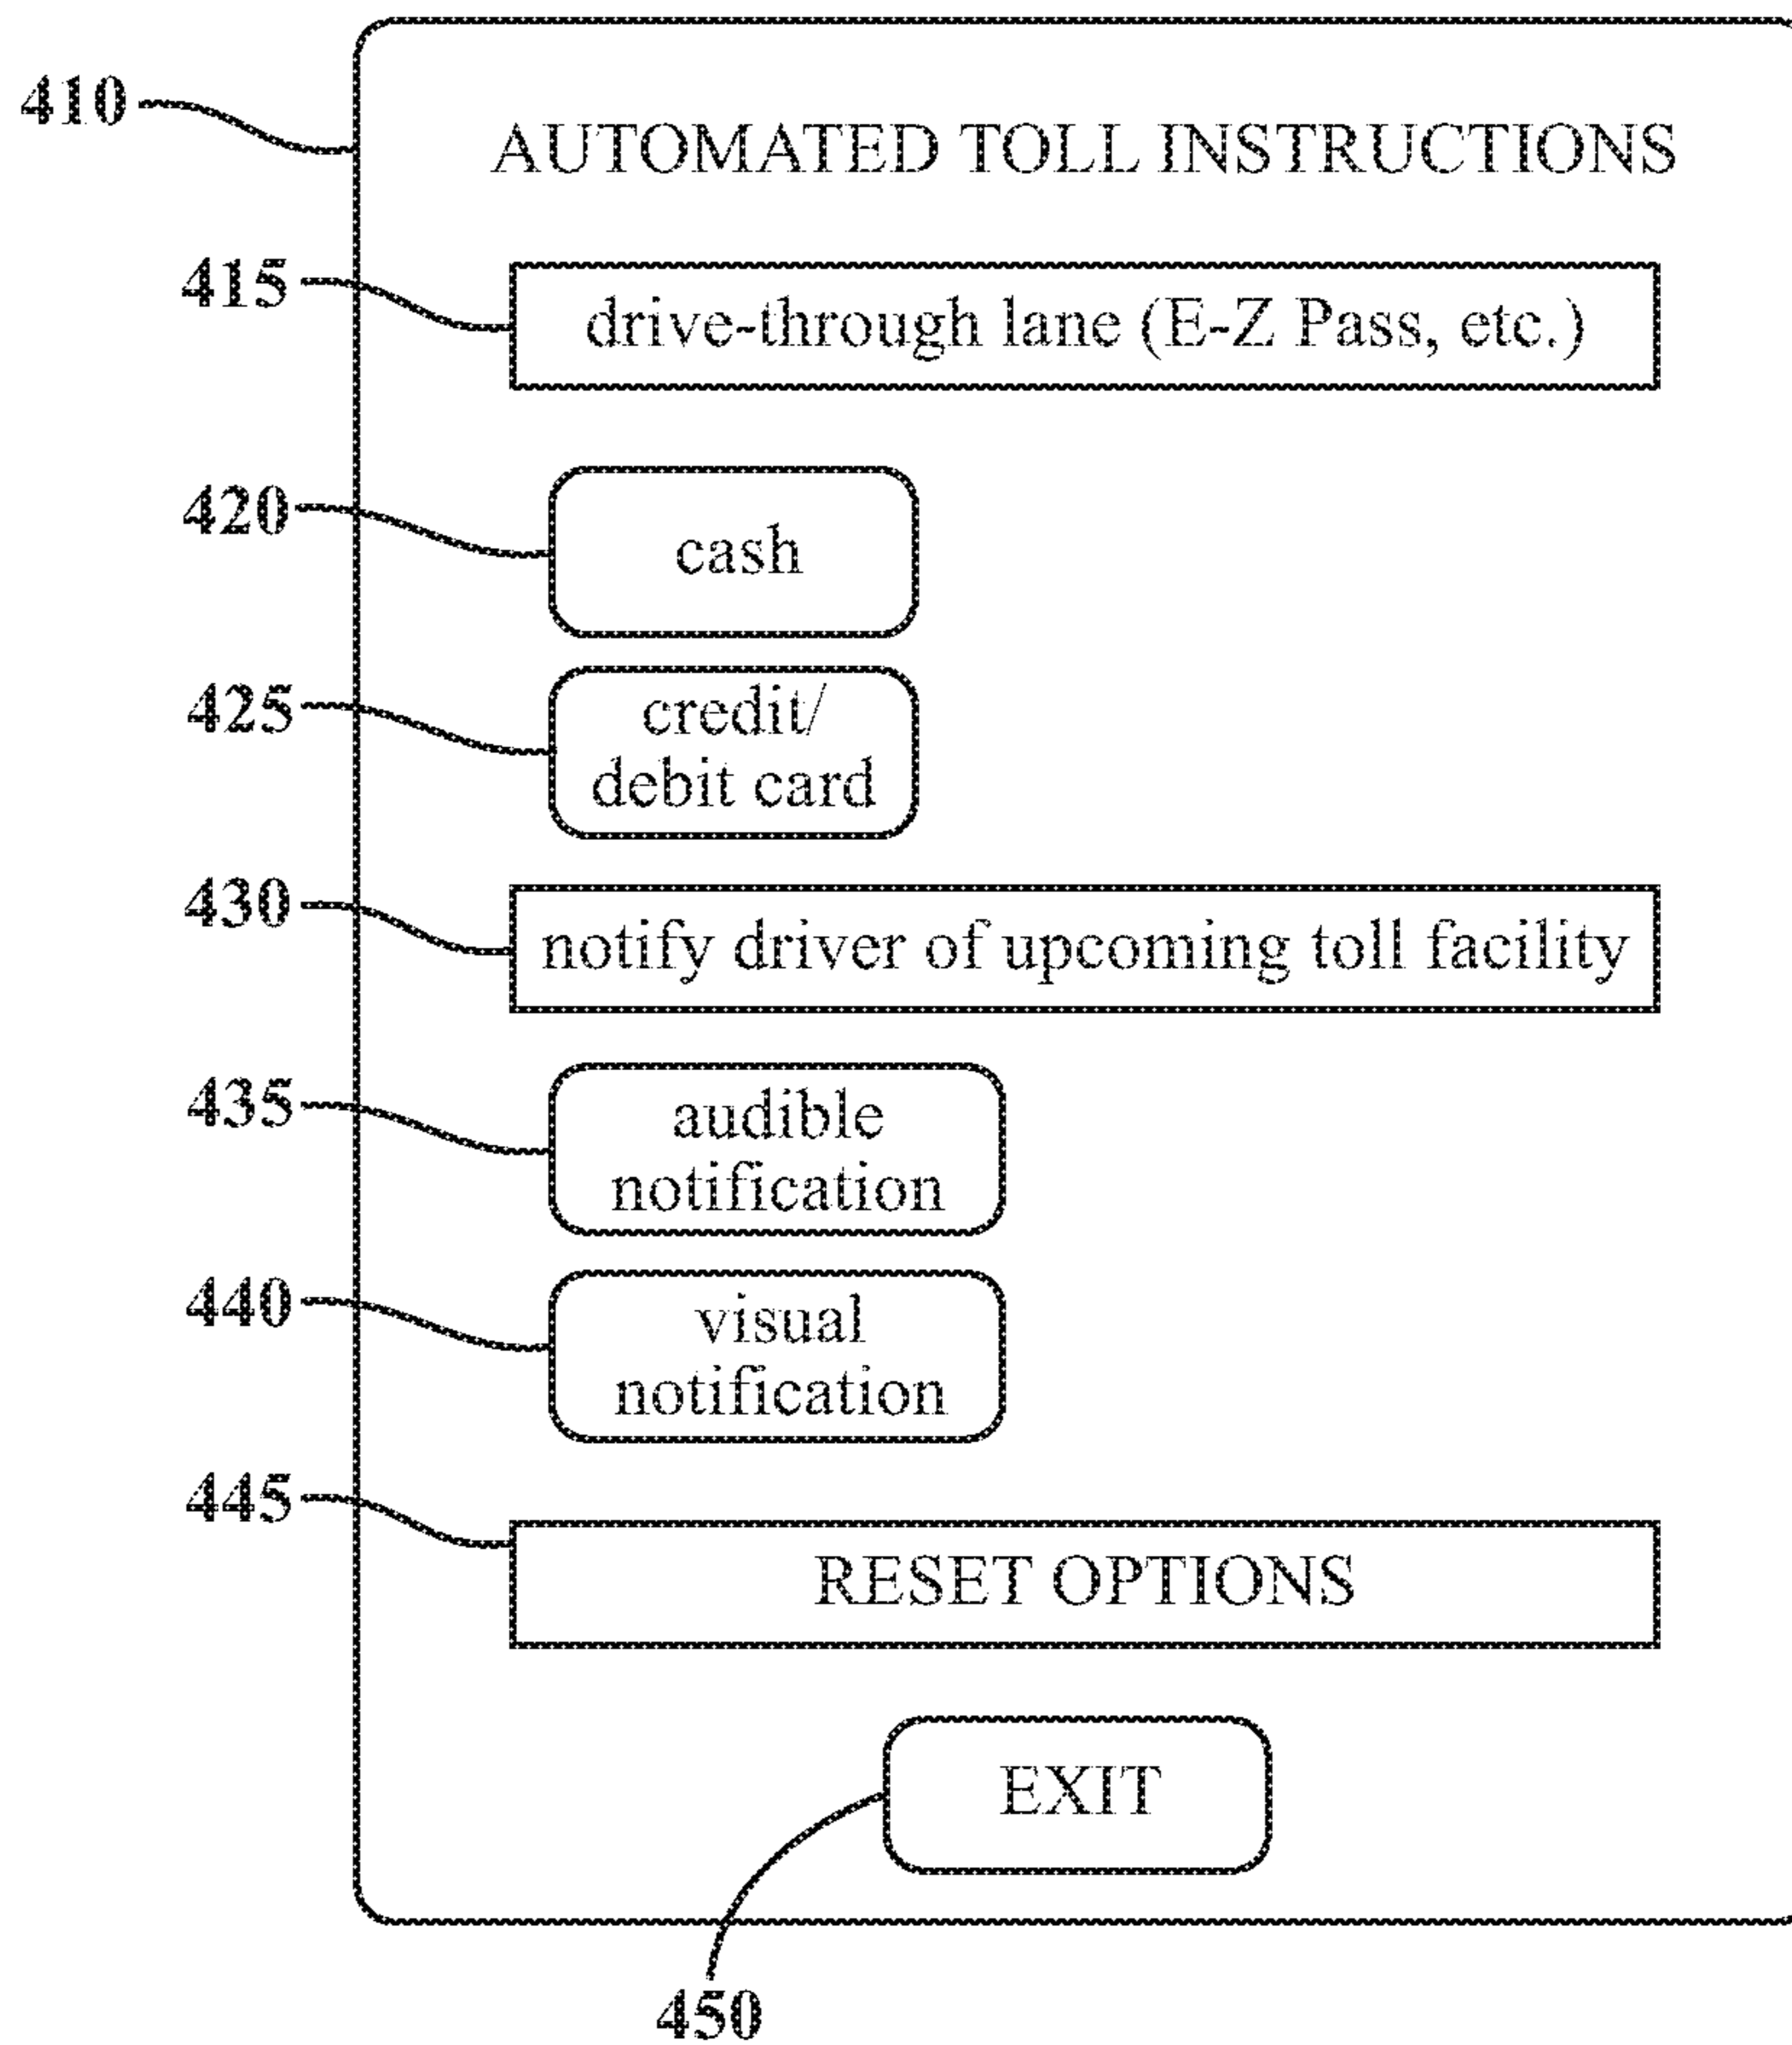 410
AUTOMATED TOLL INSTRUCTIONS
415
drive-through lane (E-Z Pass, etc.)
420
cash
425
credit/
debit card
430
notify driver of upcoming toll facility
435
audible
notification
440
visual
notification
445
RESET OPTIONS
EXIT
450